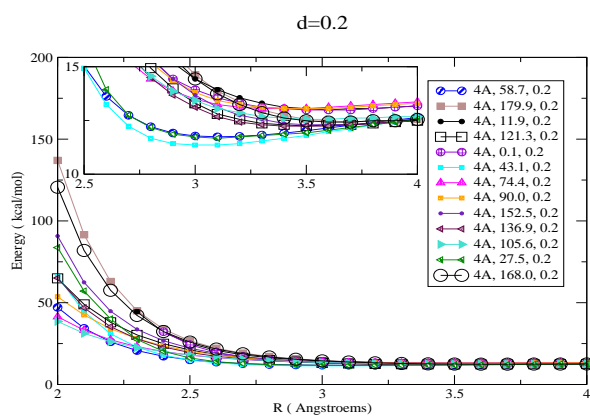 d=0.2
200
150
100
50
0
Energy ( kcal/mol)
15
10
2.5
3
3.5
4
4A, 58.7, 0.2
4A, 179.9, 0.2
4A, 11.9, 0.2
4A, 121.3, 0.2
4A, 0.1, 0.2
4A, 43.1, 0.2
4A, 74.4, 0.2
4A, 90.0, 0.2
4A, 152.5, 0.2
4A, 136.9, 0.2
4A, 105.6, 0.2
4A, 27.5, 0.2
4A, 168.0, 0.2
2 2.5 3 3.5 4 4.5
R ( Angstroems)